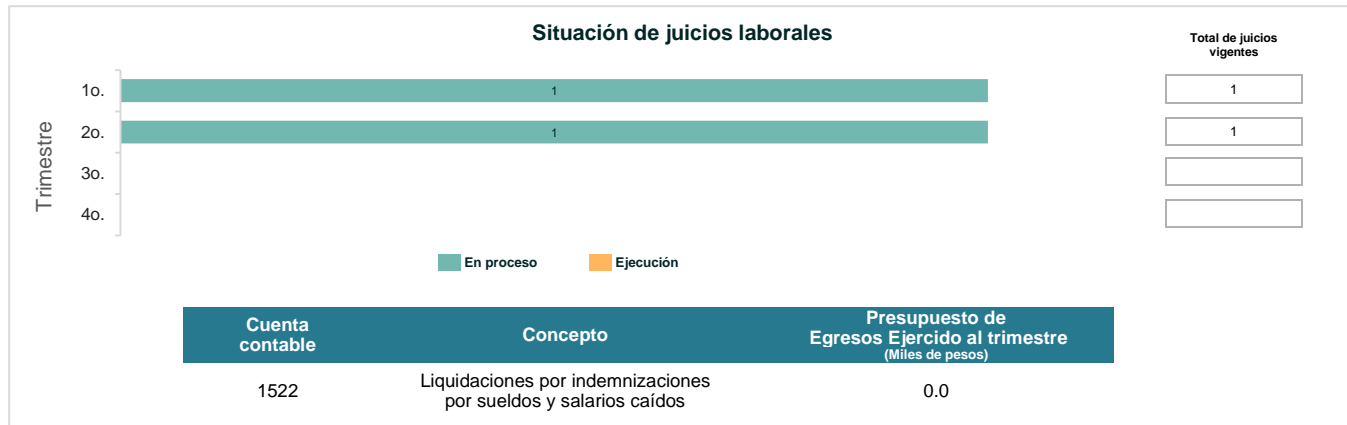 Situación de juicios laborales
Total de juicios
vigentes
Trimestre
1o.
1
1
2o.
1
1
3o.
4o.
En proceso
Ejecución
Cuenta
contable
Concepto
Presupuesto de
Egresos Ejercido al trimestre
(Miles de pesos)
1522
Liquidaciones por indemnizaciones
por sueldos y salarios caídos
0.0